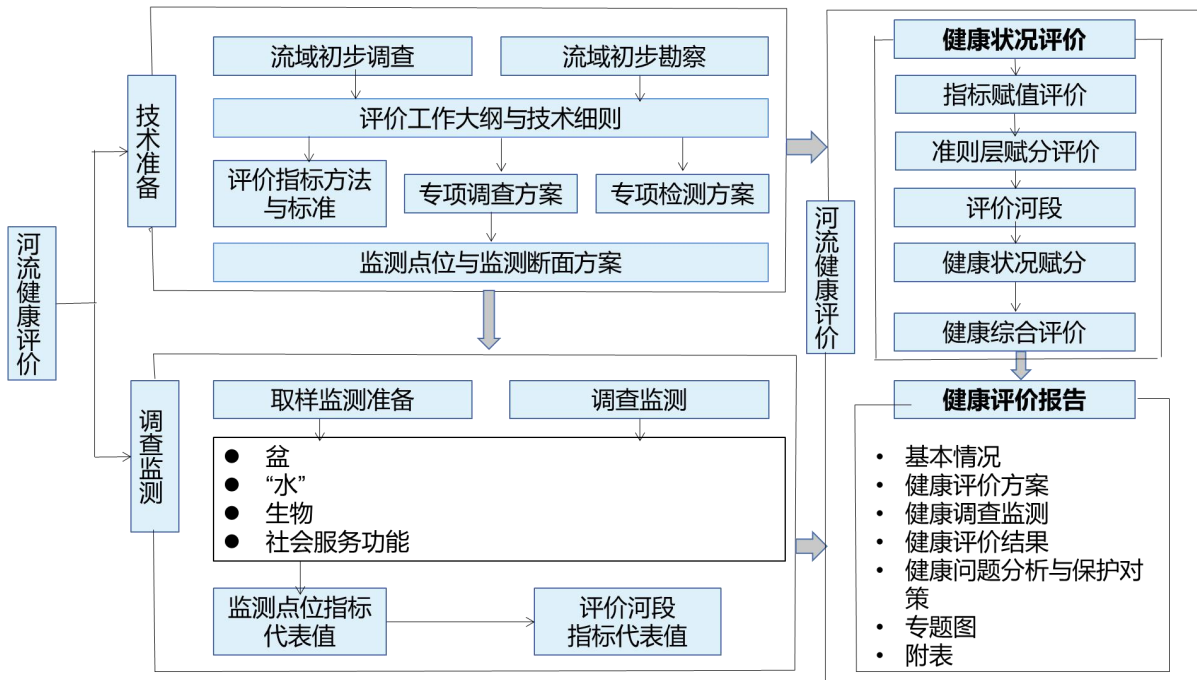 河流健康评价
技术准备
流域初步调查
流域初步勘察
评价工作大纲与技术细则
评价指标方法
与标准
专项调查方案
专项检测方案
监测点位与监测断面方案
调查监测
取样监测准备
调查监测
● 盆
● “水”
● 生物
● 社会服务功能
监测点位指标
代表值
评价河段
指标代表值
河流健康评价
健康状况评价
指标赋值评价
准则层赋分评价
评价河段
健康状况赋分
健康综合评价
健康评价报告
• 基本情况
• 健康评价方案
• 健康调查监测
• 健康评价结果
• 健康问题分析与保护对
策
• 专题图
• 附表